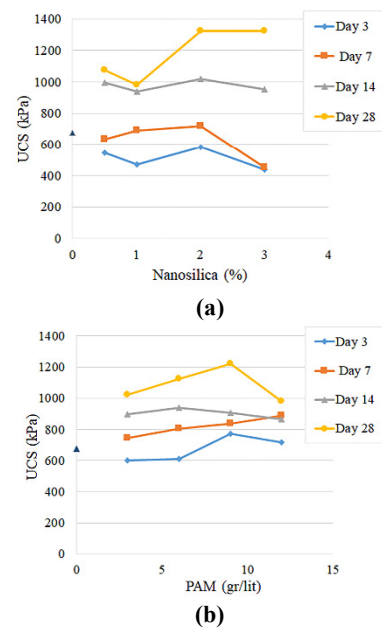 1400
1200
1000
800
600
400
200
0
UCS (kPa)
0 1 2 3 4
Nanosilica (%)
Day 3
Day 7
Day 14
Day 28
(a)
1400
1200
1000
800
600
400
200
0
UCS (kPa)
0 5 10 15
PAM (gr/lit)
Day 3
Day 7
Day 14
Day 28
(b)